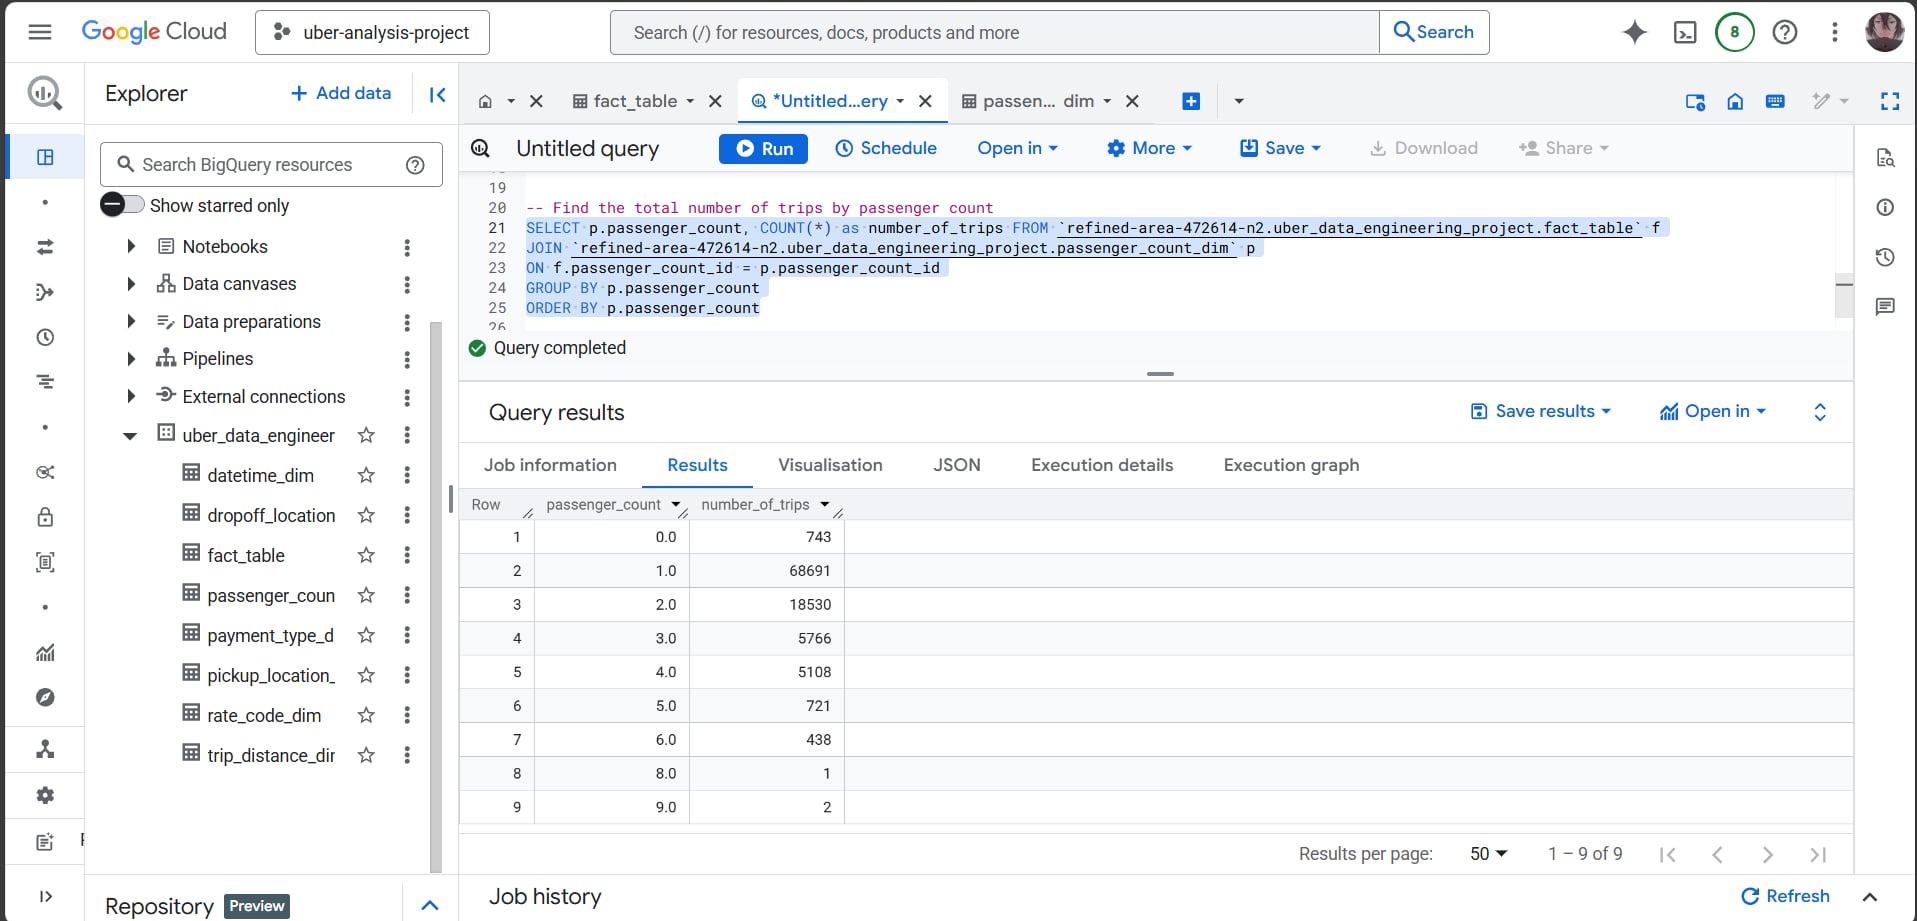 Google Cloud
uber-analysis-project
Search (/) for resources, docs, products and more
Search
8
Explorer
+ Add data
Search BigQuery resources
Show starred only
Notebooks
Data canvases
Data preparations
Pipelines
External connections
uber_data_engineer
datetime_dim
dropoff_location
fact_table
passenger_coun
payment_type_d
pickup_location_
rate_code_dim
trip_distance_dir
Repository Preview
fact_table
*Untitled...ery
passen... dim
Untitled query
Run
Schedule
Open in
More
Save
Download
Share
19
20 -- Find the total number of trips by passenger count
21 SELECT p.passenger_count, COUNT(*) as number_of_trips FROM `refined-area-472614-n2.uber_data_engineering_project.fact_table` f
22 JOIN `refined-area-472614-n2.uber_data_engineering_project.passenger_count_dim` p
23 ON f.passenger_count_id = p.passenger_count_id
24 GROUP BY p.passenger_count
25 ORDER BY p.passenger_count
26
Query completed
Query results
Save results
Open in
Job information Results Visualisation JSON Execution details Execution graph
Row passenger_count number_of_trips
1 0.0 743
2 1.0 68691
3 2.0 18530
4 3.0 5766
5 4.0 5108
6 5.0 721
7 6.0 438
8 8.0 1
9 9.0 2
Results per page: 50 1 – 9 of 9
Job history
Refresh